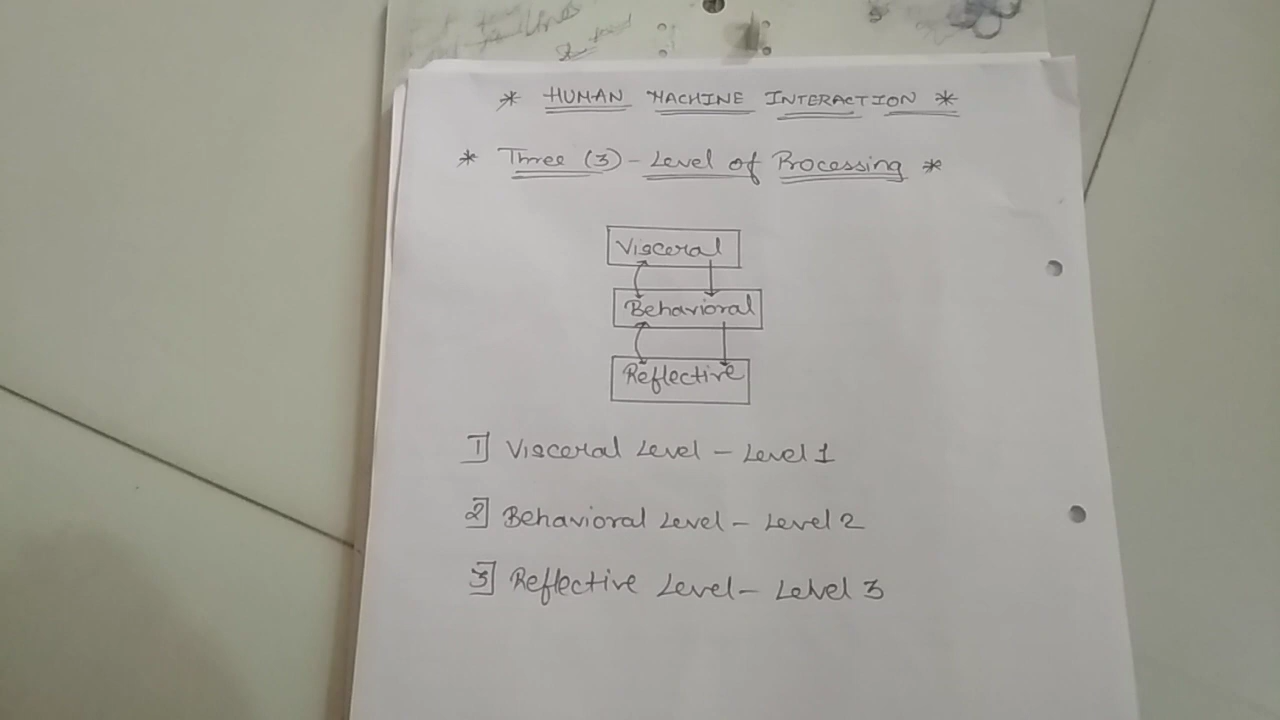 * HUMAN MACHINE INTERACTION *
* Three (3) - Level of Processing *
Visceral
Behavioral
Reflective
1] Visceral Level - Level 1
2] Behavioral Level - Level 2
3] Reflective Level - Level 3